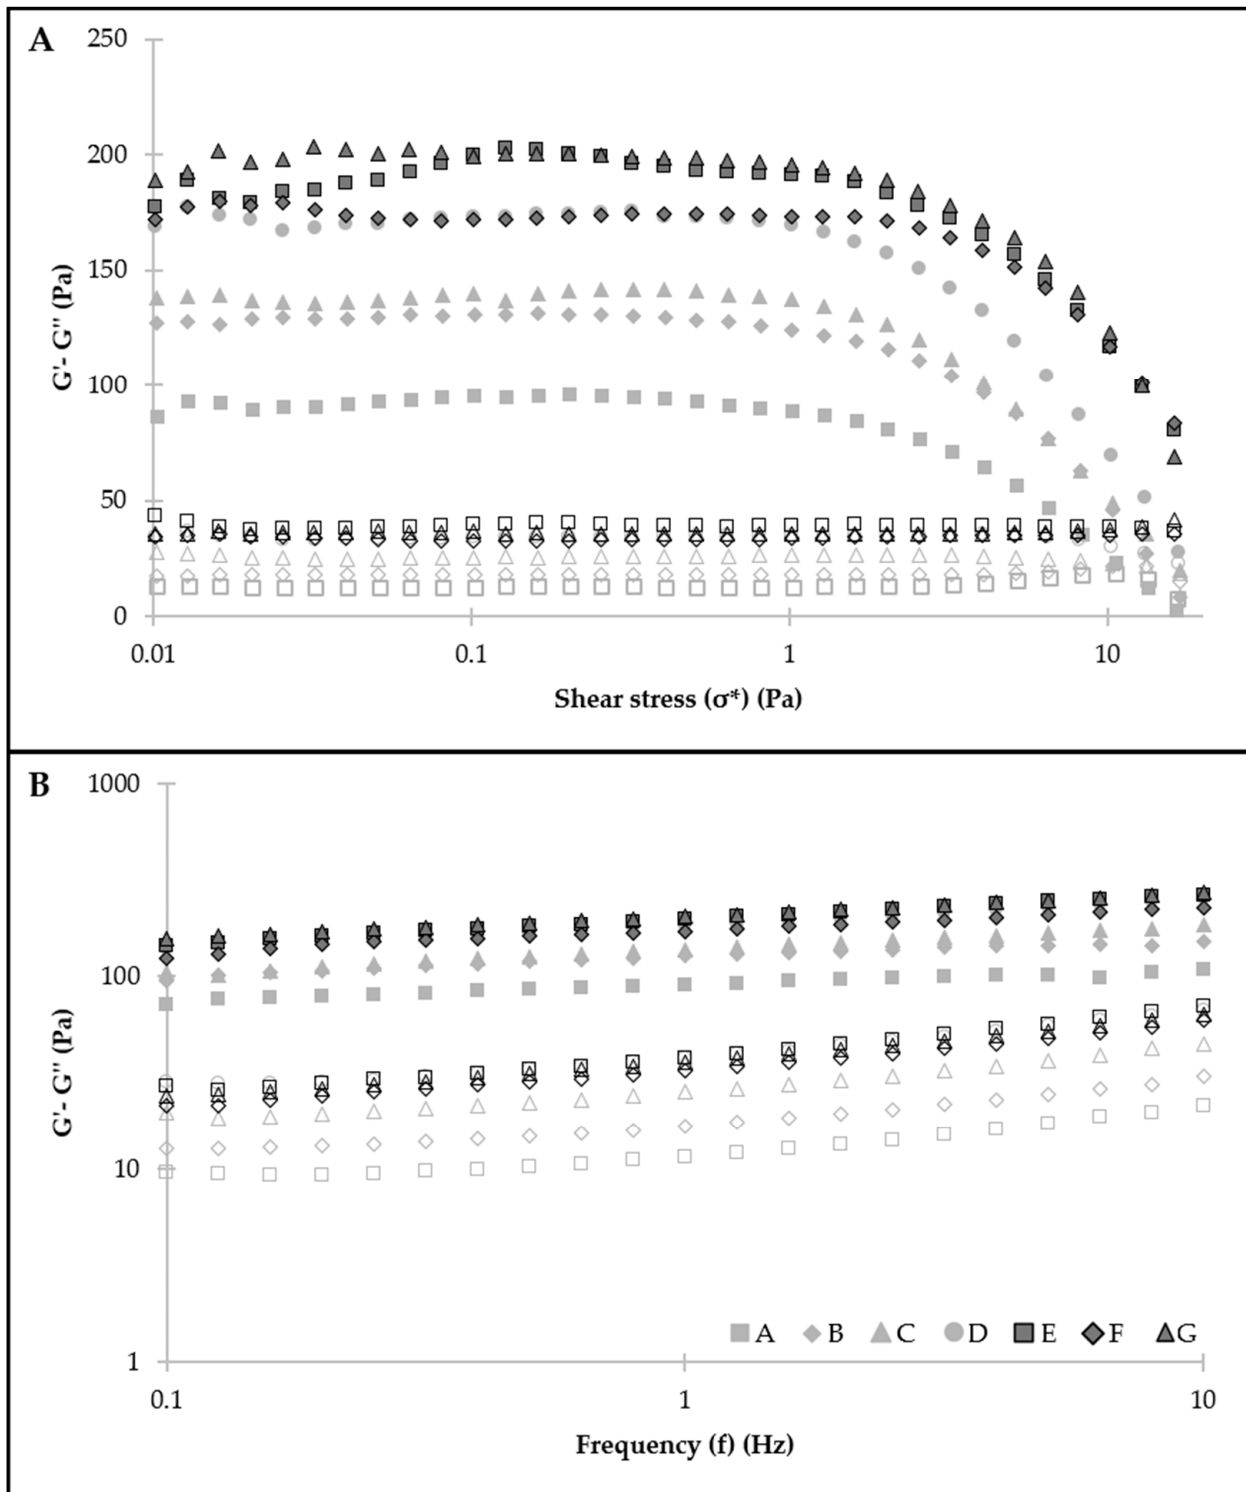 A
250
200
150
100
50
0
G'- G'' (Pa)
0.01 0.1 1 10
Shear stress (σ*) (Pa)
B
1000
100
10
1
G'- G'' (Pa)
A B C D E F G
0.1 1 10
Frequency (f) (Hz)